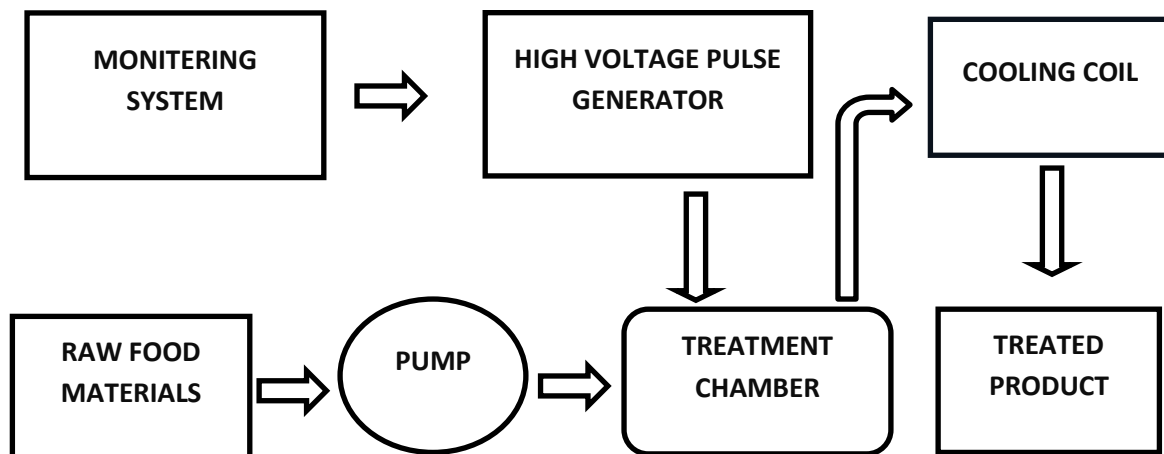 MONITERING
SYSTEM
HIGH VOLTAGE PULSE
GENERATOR
COOLING COIL
RAW FOOD
MATERIALS
PUMP
TREATMENT
CHAMBER
TREATED
PRODUCT